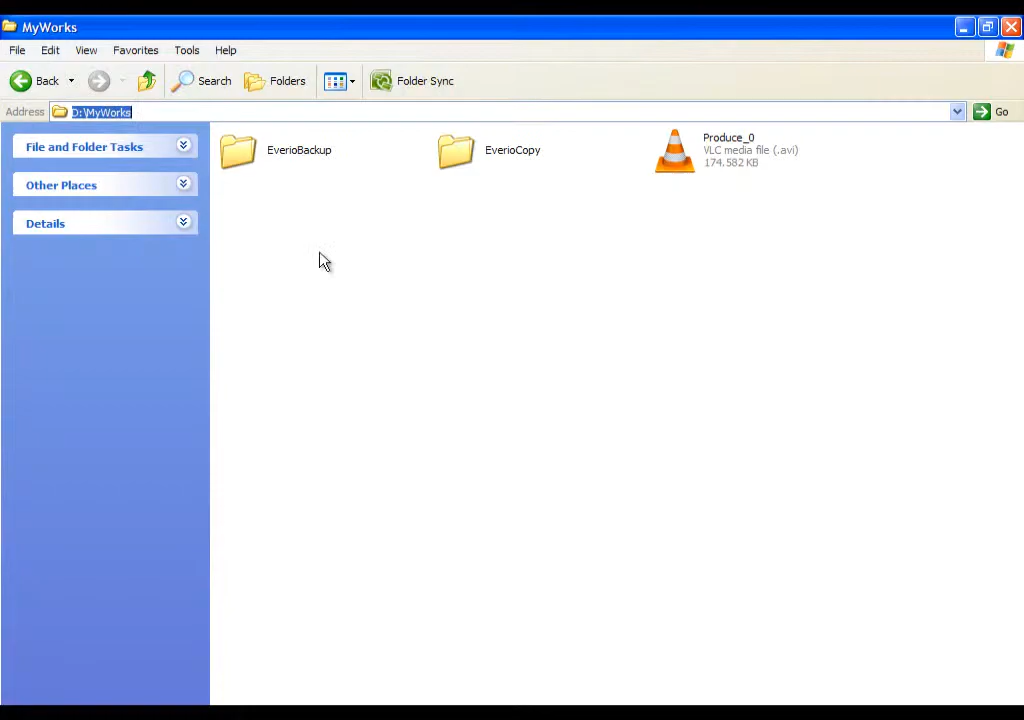 MyWorks
File Edit View Favorites Tools Help
Back Search Folders Folder Sync
Address D:\MyWorks Go
File and Folder Tasks
Other Places
Details
EverioBackup
EverioCopy
Produce_0
VLC media file (.avi)
174.582 KB